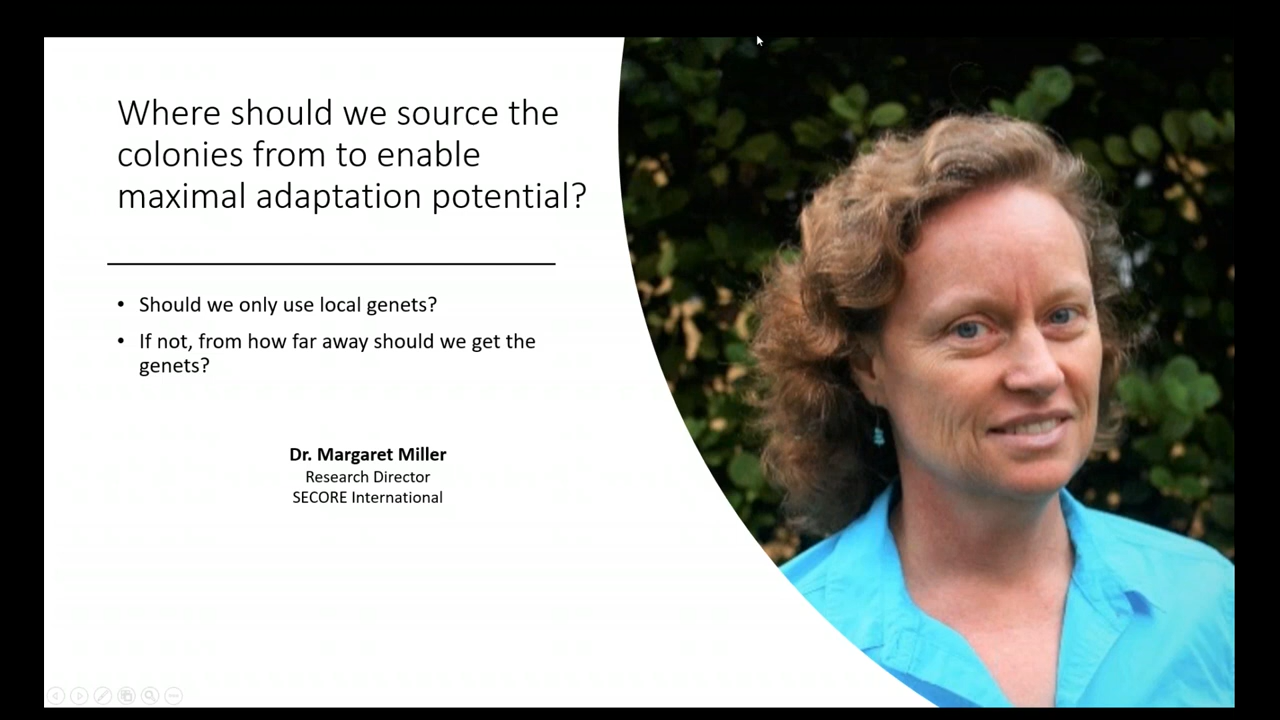 Where should we source the
colonies from to enable
maximal adaptation potential?
• Should we only use local genets?
• If not, from how far away should we get the
genets?
Dr. Margaret Miller
Research Director
SECORE International